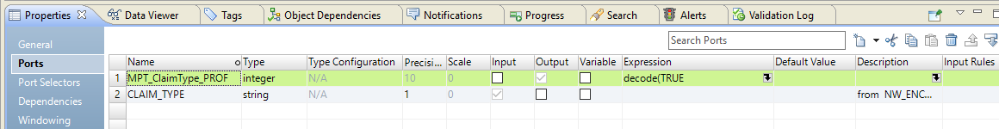 Properties Data Viewer Tags Object Dependencies Notifications Progress Search Alerts Validation Log
General
Ports
Port Selectors
Dependencies
Windowing
Search Ports
Name Type Type Configuration Precisi... Scale Input Output Variable Expression Default Value Description Input Rules
1 MPT_ClaimType_PROF integer N/A 10 0 decode(TRUE
2 CLAIM_TYPE string N/A 1 0 from NW_ENC...